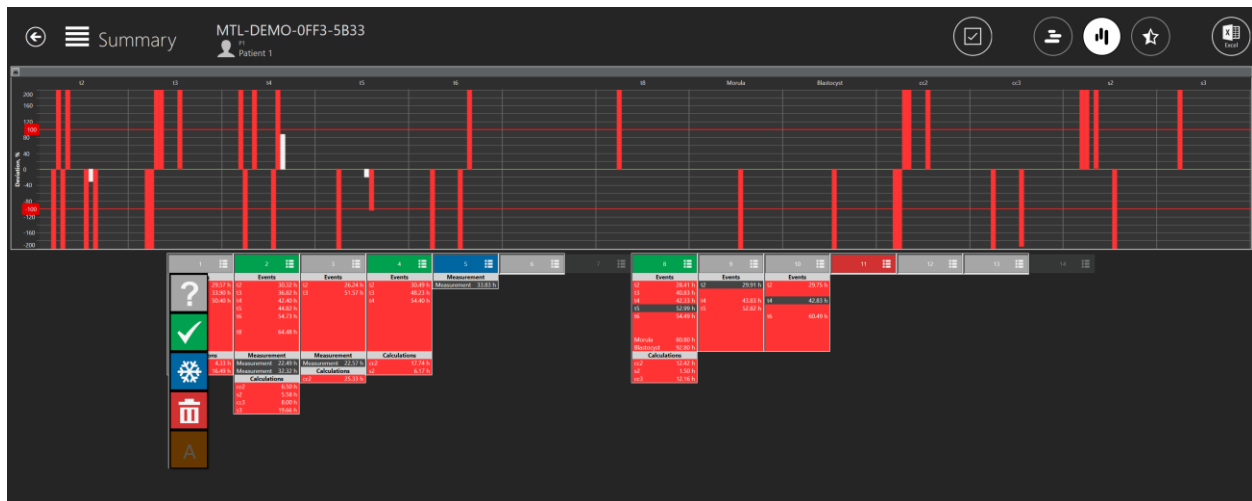 Summary
MTL-DEMO-0FF3-5B33
P1
Patient 1
Excel
t2 t3 t4 t5 t6 t8 Morula Blastocyst cc2 cc3 s2 s3
Deviation, %
200
160
120
100
80
40
0
-40
-80
-100
-120
-160
-200
1 2 3 4 5 6 7 8 9 10 11 12 13 14
Events Events Events Measurement Events Events Events
29.57 h t2 30.32 h t2 26.24 h t2 30.49 h Measurement 33.83 h t2 28.41 h t2 29.91 h t2 29.75 h
33.90 h t3 36.82 h t3 51.57 h t3 48.23 h t3 40.83 h
50.40 h t4 42.40 h t4 54.40 h t4 42.33 h t4 43.83 h t4 42.83 h
t5 44.82 h t5 52.99 h t5 52.82 h
t6 54.73 h t6 54.49 h t6 60.49 h
64.48 h
Morula 80.80 h
Blastocyst 92.80 h
ons Measurement Measurement Calculations Calculations
4.33 h Measurement 22.49 h Measurement 22.57 h cc2 17.74 h cc2 12.42 h
16.49 h Measurement 32.32 h Calculations s2 6.17 h s2 1.50 h
Calculations cc2 25.33 h cc3 12.16 h
cc2 6.50 h
s2 5.58 h
cc3 8.00 h
s3 19.66 h
?
A